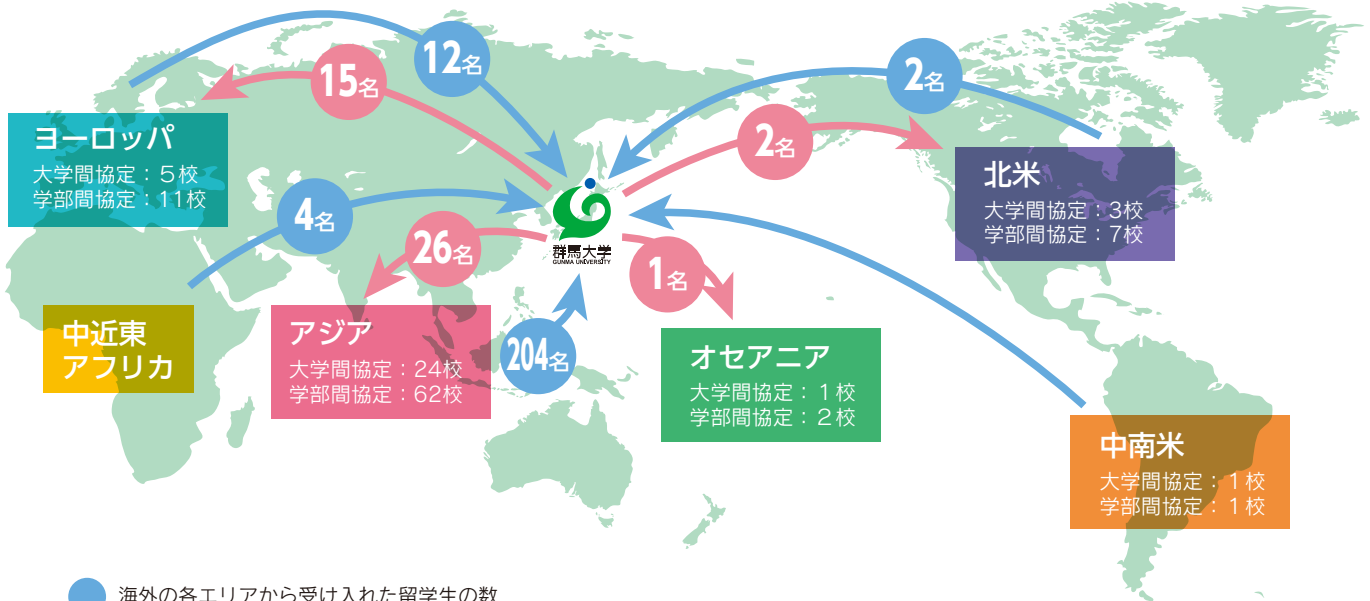 12名
15名
2名
2名
ヨーロッパ
大学間協定：5校
学部間協定：11校
北米
大学間協定：3校
学部間協定：7校
4名
26名
群馬大学
GUNMA UNIVERSITY
1名
中近東
アフリカ
アジア
大学間協定：24校
学部間協定：62校
204名
オセアニア
大学間協定：1校
学部間協定：2校
中南米
大学間協定：1校
学部間協定：1校
海外の各エリアから受け入れた留学生の数